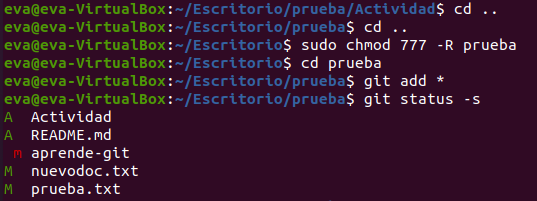 eva@eva-VirtualBox:~/Escritorio/prueba/Actividad$ cd ..
eva@eva-VirtualBox:~/Escritorio/prueba$ cd ..
eva@eva-VirtualBox:~/Escritorio$ sudo chmod 777 -R prueba
eva@eva-VirtualBox:~/Escritorio$ cd prueba
eva@eva-VirtualBox:~/Escritorio/prueba$ git add *
eva@eva-VirtualBox:~/Escritorio/prueba$ git status -s
A  Actividad
A  README.md
 m aprende-git
M  nuevodoc.txt
M  prueba.txt